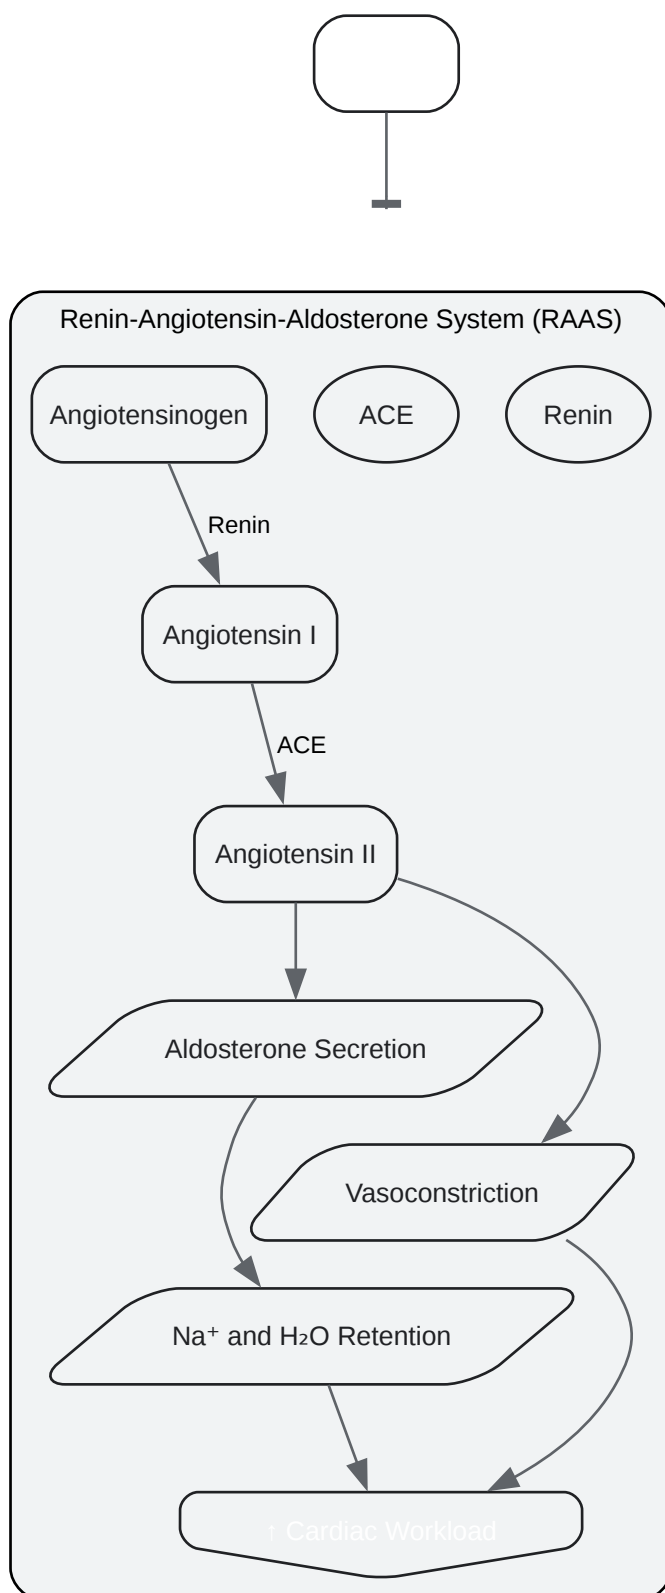 Renin-Angiotensin-Aldosterone System (RAAS)
Angiotensinogen
ACE
Renin
Renin
Angiotensin I
ACE
Angiotensin II
Aldosterone Secretion
Vasoconstriction
Na⁺ and H₂O Retention
↑ Cardiac Workload